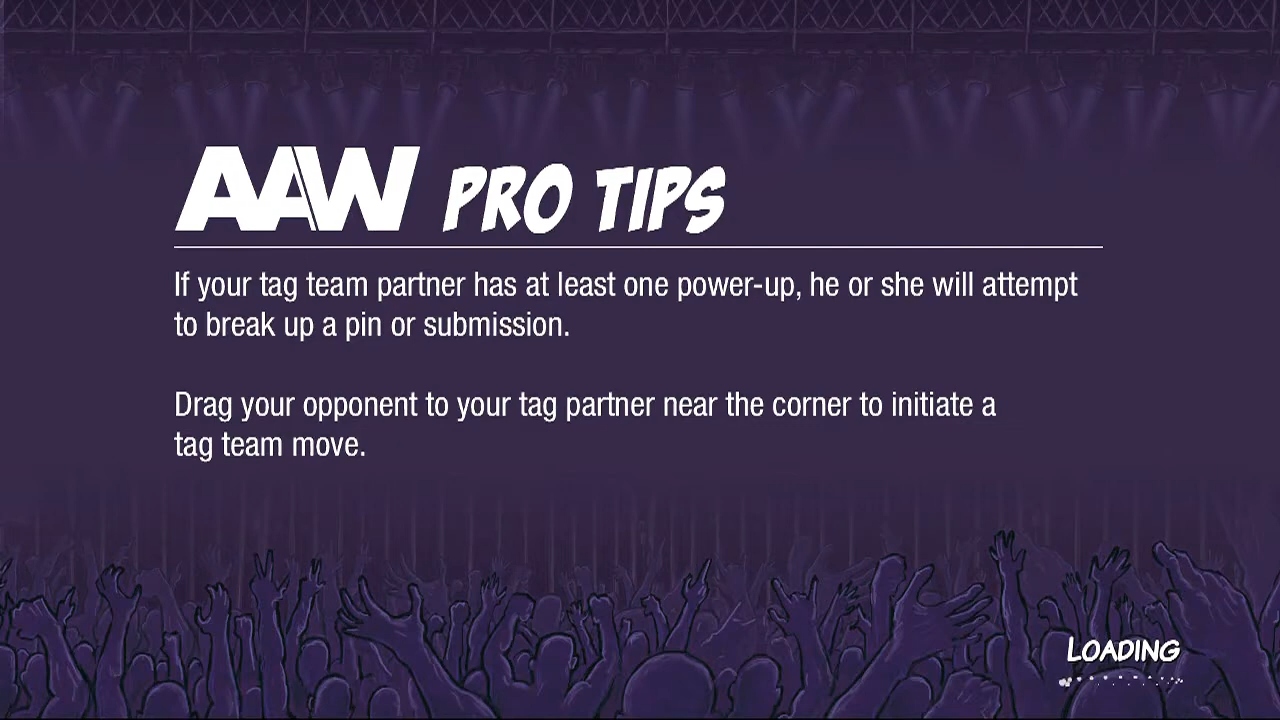 AAW PRO TIPS
If your tag team partner has at least one power-up, he or she will attempt
to break up a pin or submission.
Drag your opponent to your tag partner near the corner to initiate a
tag team move.
LOADING